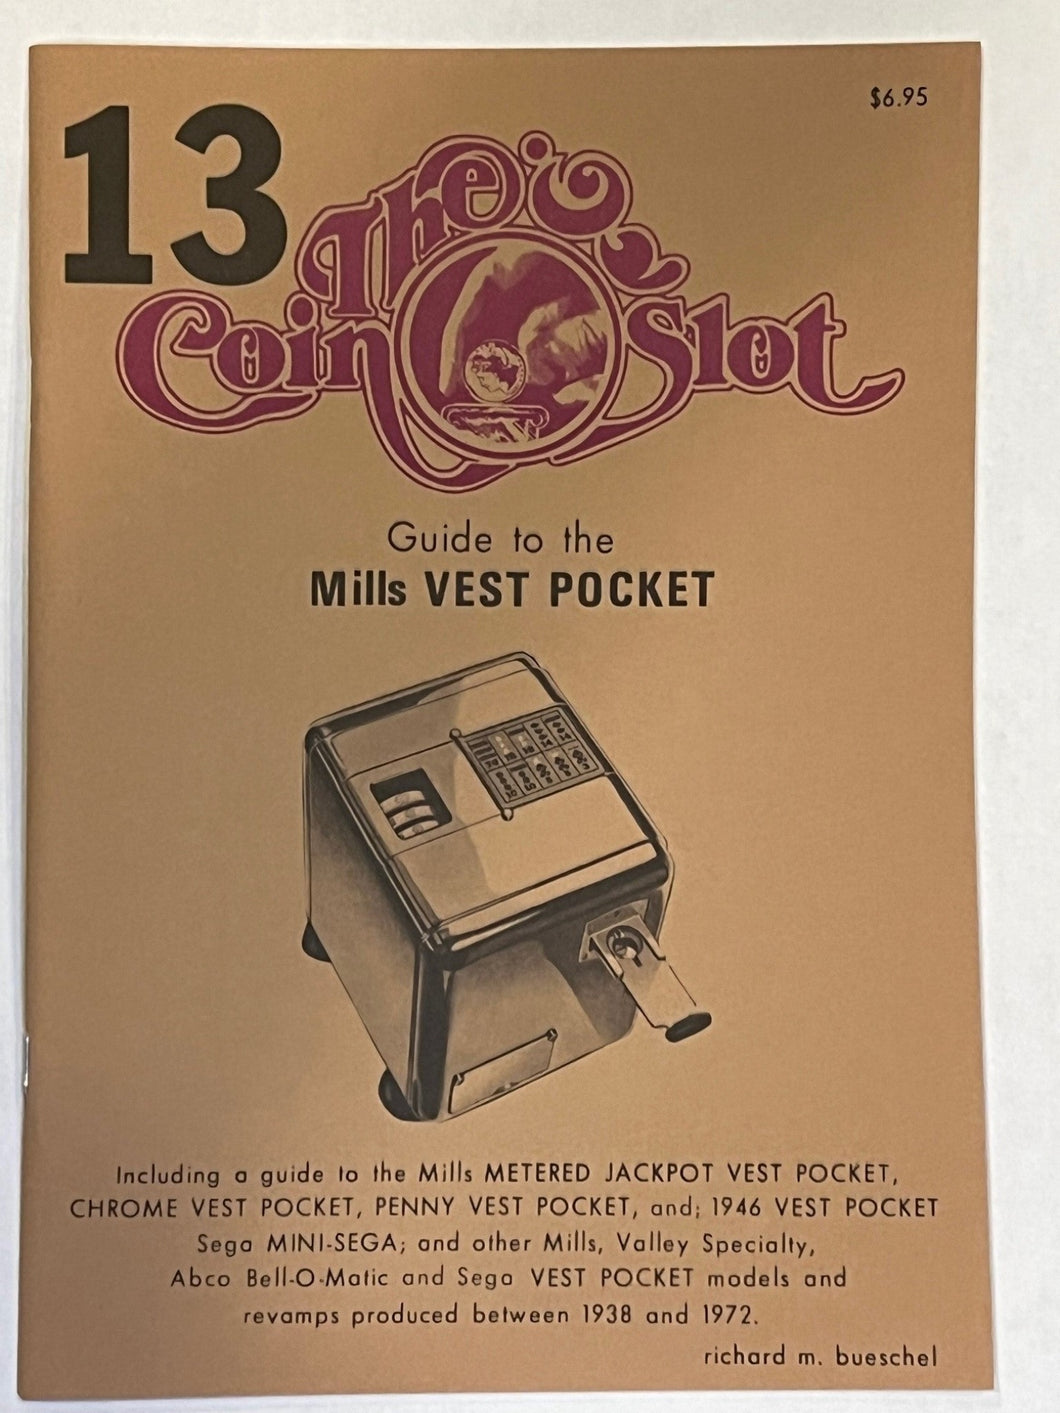 13
$6.95
The
Coin Slot
Guide to the
Mills VEST POCKET
Including a guide to the Mills METERED JACKPOT VEST POCKET,
CHROME VEST POCKET, PENNY VEST POCKET, and; 1946 VEST POCKET
Sega MINI-SEGA; and other Mills, Valley Specialty,
Abco Bell-O-Matic and Sega VEST POCKET models and
revamps produced between 1938 and 1972.
richard m. bueschel